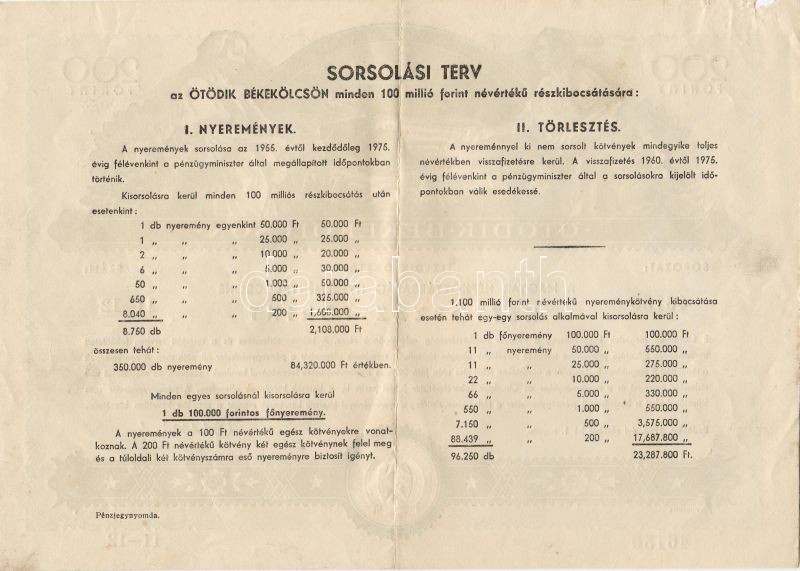 SORSOLÁSI TERV
az ÖTÖDIK BÉKEKÖLCSÖN minden 100 millió forint névértékű részkibocsátására:
I. NYEREMÉNYEK.
A nyeremények sorsolása az 1955. évtől kezdődőleg 1975.
évig félévenkint a pénzügyminiszter által megállapított időpontokban
történik.
Kisorsolásra kerül minden 100 milliós részkibocsátás után
esetenkint:
1 db nyeremény egyenkint 50.000 Ft 50.000 Ft
1 „ „ „ 25.000 „ 25.000 „
2 „ „ „ 10.000 „ 20.000 „
6 „ „ „ 5.000 „ 30.000 „
50 „ „ „ 1.000 „ 50.000 „
650 „ „ „ 500 „ 325.000 „
8.040 „ „ „ 200 „ 1,608.000 „
8.750 db 2,108.000 Ft
összesen tehát:
350.000 db nyeremény 84,320.000 Ft értékben.
Minden egyes sorsolásnál kisorsolásra kerül
1 db 100.000 forintos főnyeremény.
A nyeremények a 100 Ft névértékű egész kötvényekre vonat-
koznak. A 200 Ft névértékű kötvény két egész kötvénynek felel meg
és a túloldali két kötvényszámra eső nyereményre biztosit igényt.
Pénzjegynyomda.
II. TÖRLESZTÉS.
A nyereménnyel ki nem sorsolt kötvények mindegyike teljes
névértékben visszafizetésre kerül. A visszafizetés 1960. évtől 1975.
évig félévenkint a pénzügyminiszter által a sorsolásokra kijelölt idő-
pontokban válik esedékessé.
1.100 millió forint névértékű nyereménykötvény kibocsátása
esetén tehát egy-egy sorsolás alkalmával kisorsolásra kerül:
1 db főnyeremény 100.000 Ft 100.000 Ft
11 „ nyeremény 50.000 „ 550.000 „
11 „ „ 25.000 „ 275.000 „
22 „ „ 10.000 „ 220.000 „
66 „ „ 5.000 „ 330.000 „
550 „ „ 1.000 „ 550.000 „
7.150 „ „ 500 „ 3,575.000 „
88.439 „ „ 200 „ 17,687.800 „
96.250 db 23,287.800 Ft.
darabanth